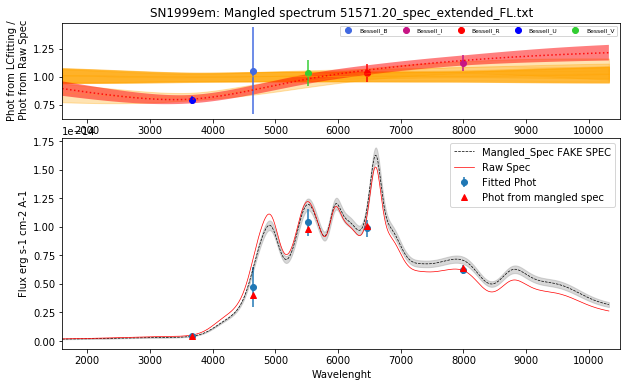 SN1999em: Mangled spectrum 51571.20_spec_extended_FL.txt
Phot from LCfitting /
Phot from Raw Spec
1.25
1.00
0.75
Bessell_B
Bessell_I
Bessell_R
Bessell_U
Bessell_V
2000 3000 4000 5000 6000 7000 8000 9000 10000
1e−14
Flux erg s-1 cm-2 A-1
1.75
1.50
1.25
1.00
0.75
0.50
0.25
0.00
Mangled_Spec FAKE SPEC
Raw Spec
Fitted Phot
Phot from mangled spec
2000 3000 4000 5000 6000 7000 8000 9000 10000
Wavelenght